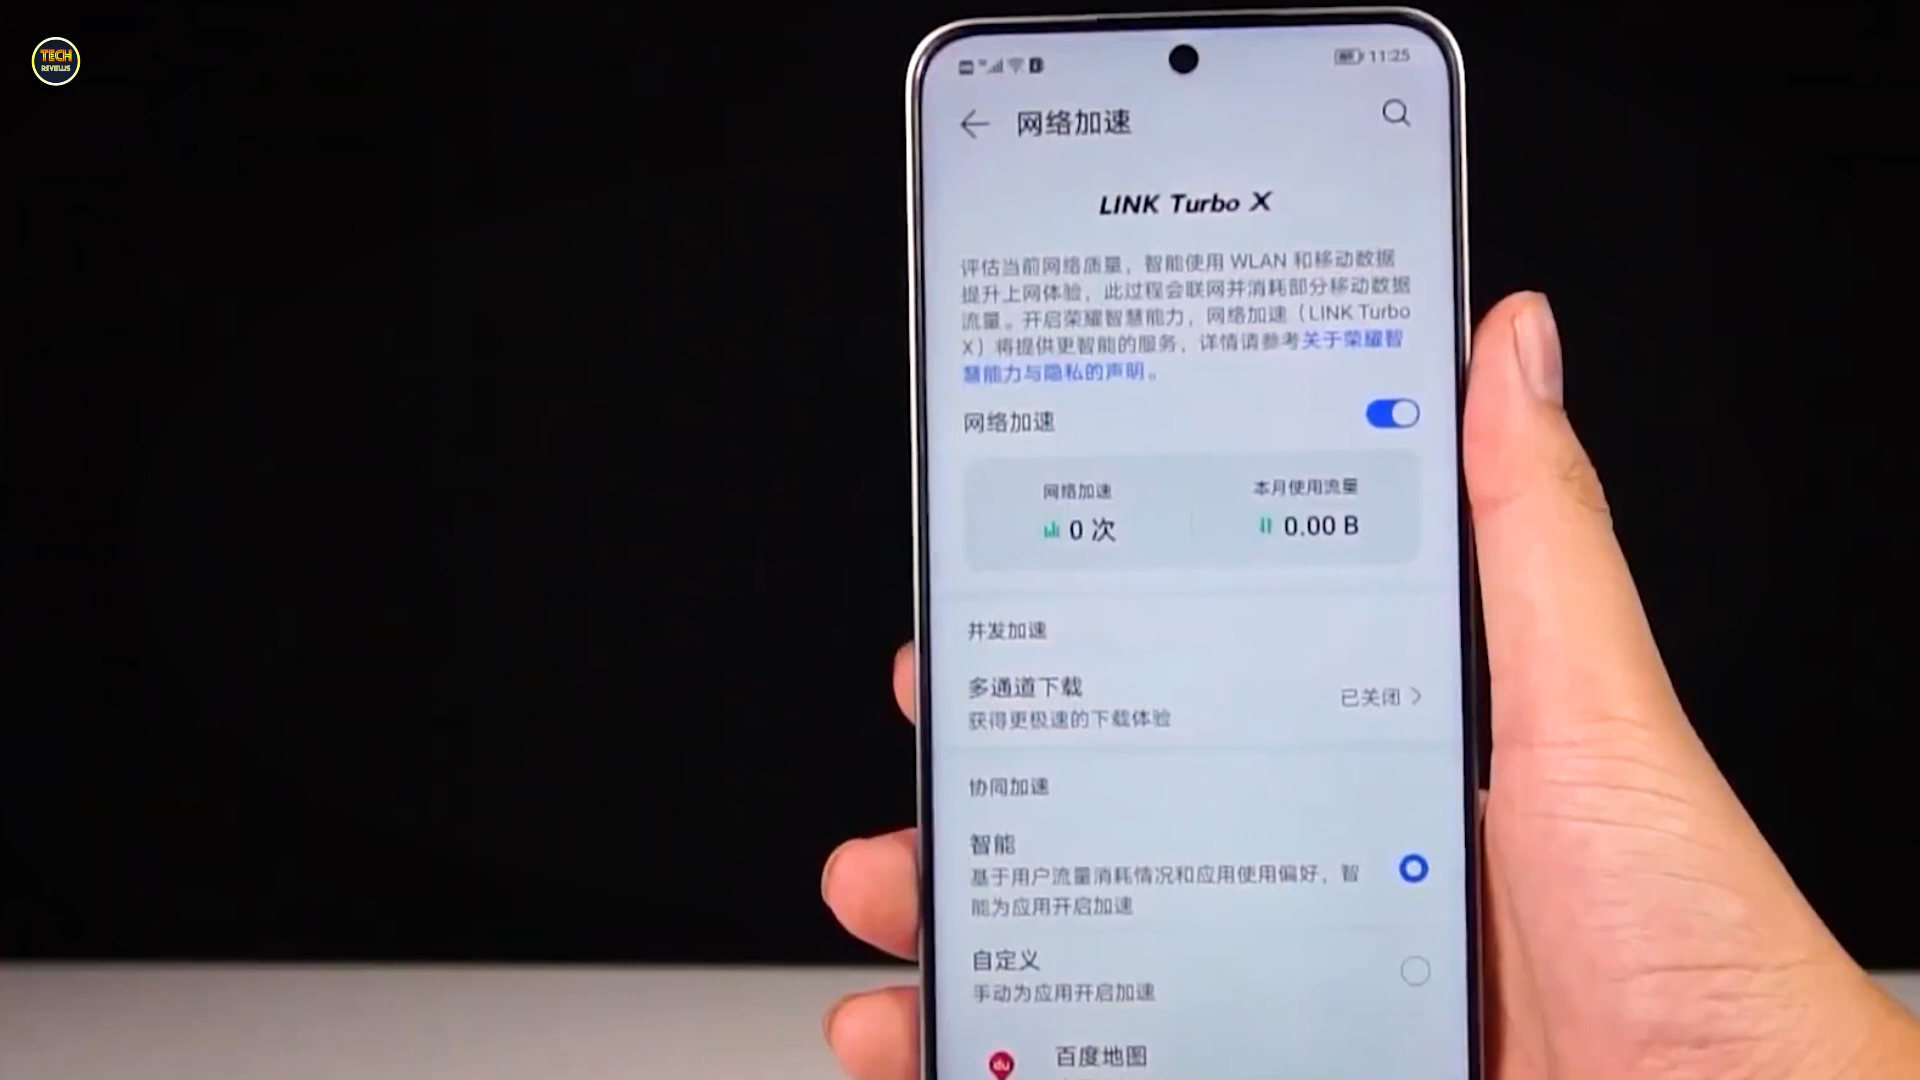 TECH
REVIEWS
11:25
网络加速
LINK Turbo X
评估当前网络质量，智能使用 WLAN 和移动数据
提升上网体验，此过程会联网并消耗部分移动数据
流量。开启荣耀智慧能力，网络加速（LINK Turbo
X）将提供更智能的服务，详情请参考关于荣耀智
慧能力与隐私的声明。
网络加速
网络加速
本月使用流量
0 次
0.00 B
并发加速
多通道下载
获得更极速的下载体验
已关闭
协同加速
智能
基于用户流量消耗情况和应用使用偏好，智
能为应用开启加速
自定义
手动为应用开启加速
du
百度地图